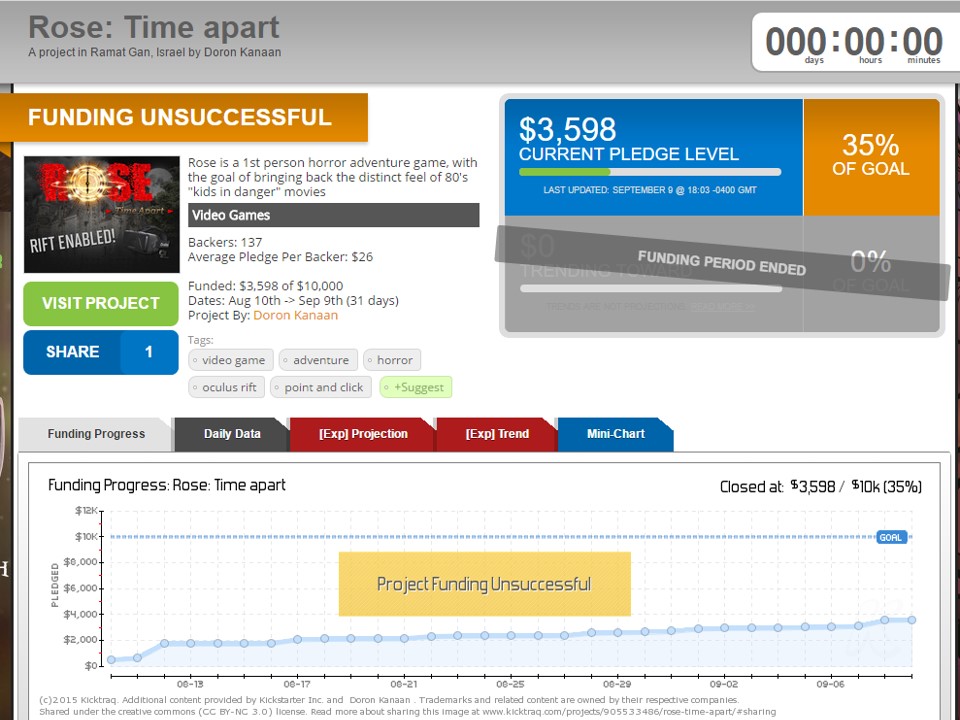 Rose: Time apart
A project in Ramat Gan, Israel by Doron Kanaan
000:00:00
days hours minutes
FUNDING UNSUCCESSFUL
$3,598
CURRENT PLEDGE LEVEL
LAST UPDATED: SEPTEMBER 9 @ 18:03 -0400 GMT
35%
OF GOAL
$0
TRENDING TOWARD
0%
OF GOAL
FUNDING PERIOD ENDED
ROSE
Time Apart
RIFT ENABLED!
Rose is a 1st person horror adventure game, with
the goal of bringing back the distinct feel of 80's
"kids in danger" movies
Video Games
Backers: 137
Average Pledge Per Backer: $26
Funded: $3,598 of $10,000
Dates: Aug 10th -> Sep 9th (31 days)
Project By: Doron Kanaan
VISIT PROJECT
SHARE 1
Tags:
video game adventure horror
oculus rift point and click +Suggest
Funding Progress Daily Data [Exp] Projection [Exp] Trend Mini-Chart
Funding Progress: Rose: Time apart
Closed at: $3,598 / $10k (35%)
$12K
$10K
GOAL
$8,000
$6,000
$4,000
$2,000
$0
PLEDGED
Project Funding Unsuccessful
08-13 08-17 08-21 08-25 08-29 09-02 09-06
(c)2015 Kicktraq. Additional content provided by Kickstarter Inc. and Doron Kanaan . Trademarks and related content are owned by their respective companies.
Shared under the creative commons (CC BY-NC 3.0) license. Read more about sharing this image at www.kicktraq.com/projects/905533486/rose-time-apart/#sharing